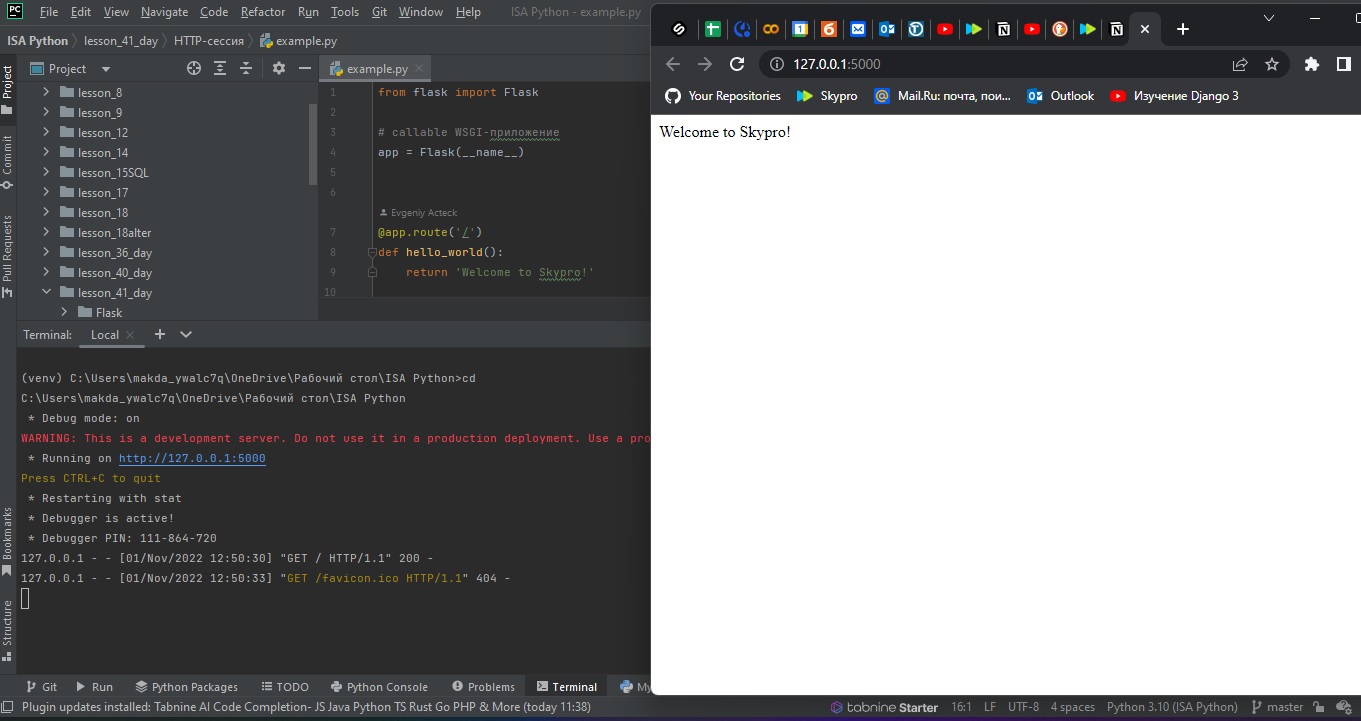 PC File Edit View Navigate Code Refactor Run Tools Git Window Help ISA Python - example.py
ISA Python lesson_41_day HTTP-сессия example.py
Project
example.py
lesson_8
lesson_9
lesson_12
lesson_14
lesson_15SQL
lesson_17
lesson_18
lesson_18alter
lesson_36_day
lesson_40_day
lesson_41_day
Flask
Project
Commit
Pull Requests
Bookmarks
Structure
1 from flask import Flask
2
3 # callable WSGI-приложение
4 app = Flask(__name__)
5
6
Evgeniy Acteck
7 @app.route('/')
8 def hello_world():
9 return 'Welcome to Skypro!'
10
Terminal: Local
(venv) C:\Users\makda_ywalc7q\OneDrive\Рабочий стол\ISA Python>cd
C:\Users\makda_ywalc7q\OneDrive\Рабочий стол\ISA Python
* Debug mode: on
WARNING: This is a development server. Do not use it in a production deployment. Use a pro
* Running on http://127.0.0.1:5000
Press CTRL+C to quit
* Restarting with stat
* Debugger is active!
* Debugger PIN: 111-864-720
127.0.0.1 - - [01/Nov/2022 12:50:30] "GET / HTTP/1.1" 200 -
127.0.0.1 - - [01/Nov/2022 12:50:33] "GET /favicon.ico HTTP/1.1" 404 -
Git Run Python Packages TODO Python Console Problems Terminal My
Plugin updates installed: Tabnine AI Code Completion- JS Java Python TS Rust Go PHP & More (today 11:38)
tabnine Starter 16:1 LF UTF-8 4 spaces Python 3.10 (ISA Python) master
127.0.0.1:5000
Your Repositories Skypro Mail.Ru: почта, пои... Outlook Изучение Django 3
Welcome to Skypro!